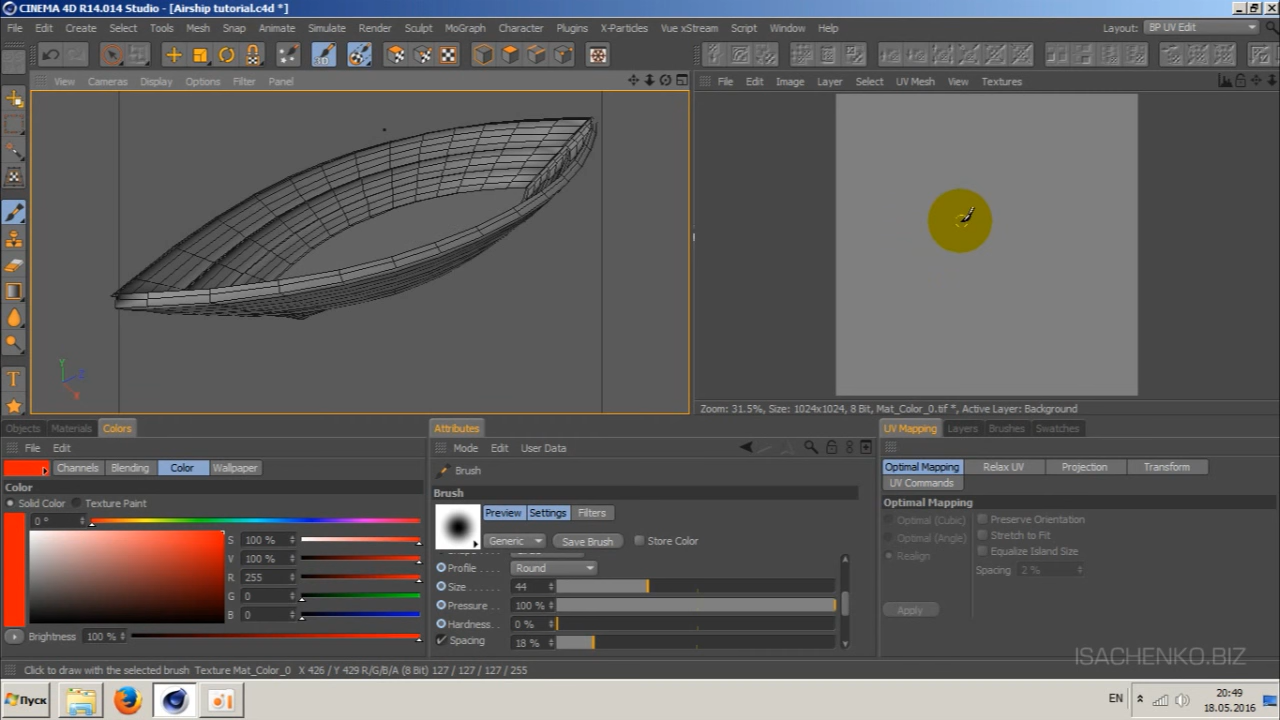 CINEMA 4D R14.014 Studio - [Airship tutorial.c4d *]
File Edit Create Select Tools Mesh Snap Animate Simulate Render Sculpt MoGraph Character Plugins X-Particles Vue xStream Script Window Help Layout: BP UV Edit
View Cameras Display Options Filter Panel
File Edit Image Layer Select UV Mesh View Textures
3D
Y
Z
X
Zoom: 31.5%, Size: 1024x1024, 8 Bit, Mat_Color_0.tif *, Active Layer: Background
Objects Materials Colors
File Edit
Channels Blending Color Wallpaper
Color
Solid Color Texture Paint
0 °
S 100 %
V 100 %
R 255
G 0
B 0
Brightness 100 %
Attributes
Mode Edit User Data
Brush
Brush
Preview Settings Filters
Generic Save Brush Store Color
Profile . . . . Round
Size . . . . . . 44
Pressure . . . . 100 %
Hardness. . . . 0 %
Spacing . . . . 18 %
UV Mapping Layers Brushes Swatches
Optimal Mapping Relax UV Projection Transform
UV Commands
Optimal Mapping
Optimal (Cubic) Preserve Orientation
Optimal (Angle) Stretch to Fit
Realign Equalize Island Size
Spacing 2 %
Apply
Click to draw with the selected brush Texture Mat_Color_0 X 426 / Y 429 R/G/B/A (8 Bit) 127 / 127 / 127 / 255
ISACHENKO.BIZ
Пуск
EN
20:49
18.05.2016